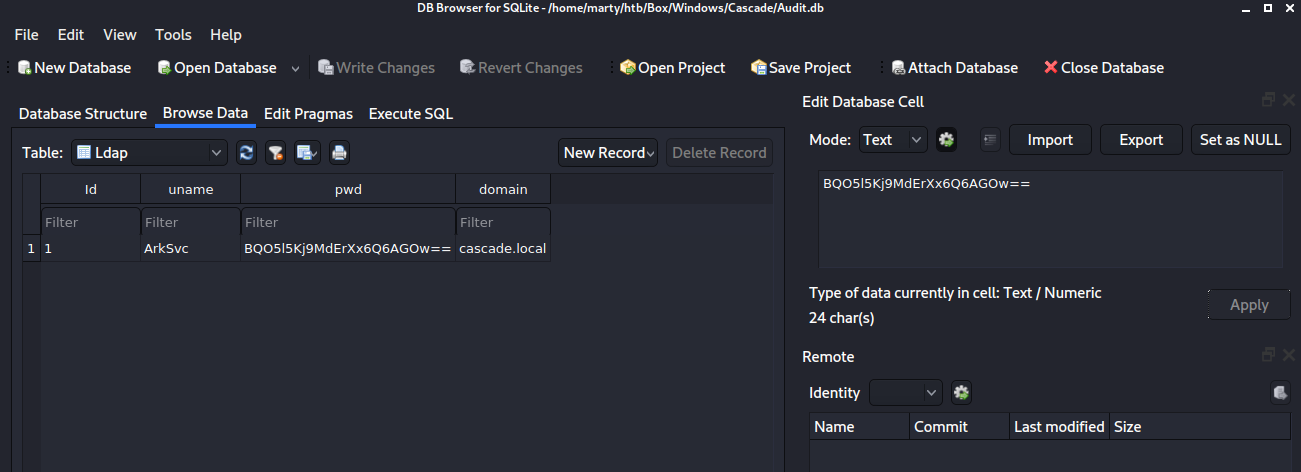 DB Browser for SQLite - /home/marty/htb/Box/Windows/Cascade/Audit.db
File Edit View Tools Help
New Database Open Database Write Changes Revert Changes Open Project Save Project Attach Database Close Database
Database Structure Browse Data Edit Pragmas Execute SQL
Table: Ldap New Record Delete Record
Id uname pwd domain
Filter Filter Filter Filter
1 1 ArkSvc BQO5l5Kj9MdErXx6Q6AGOw== cascade.local
Edit Database Cell
Mode: Text Import Export Set as NULL
BQO5l5Kj9MdErXx6Q6AGOw==
Type of data currently in cell: Text / Numeric
24 char(s)
Apply
Remote
Identity
Name Commit Last modified Size